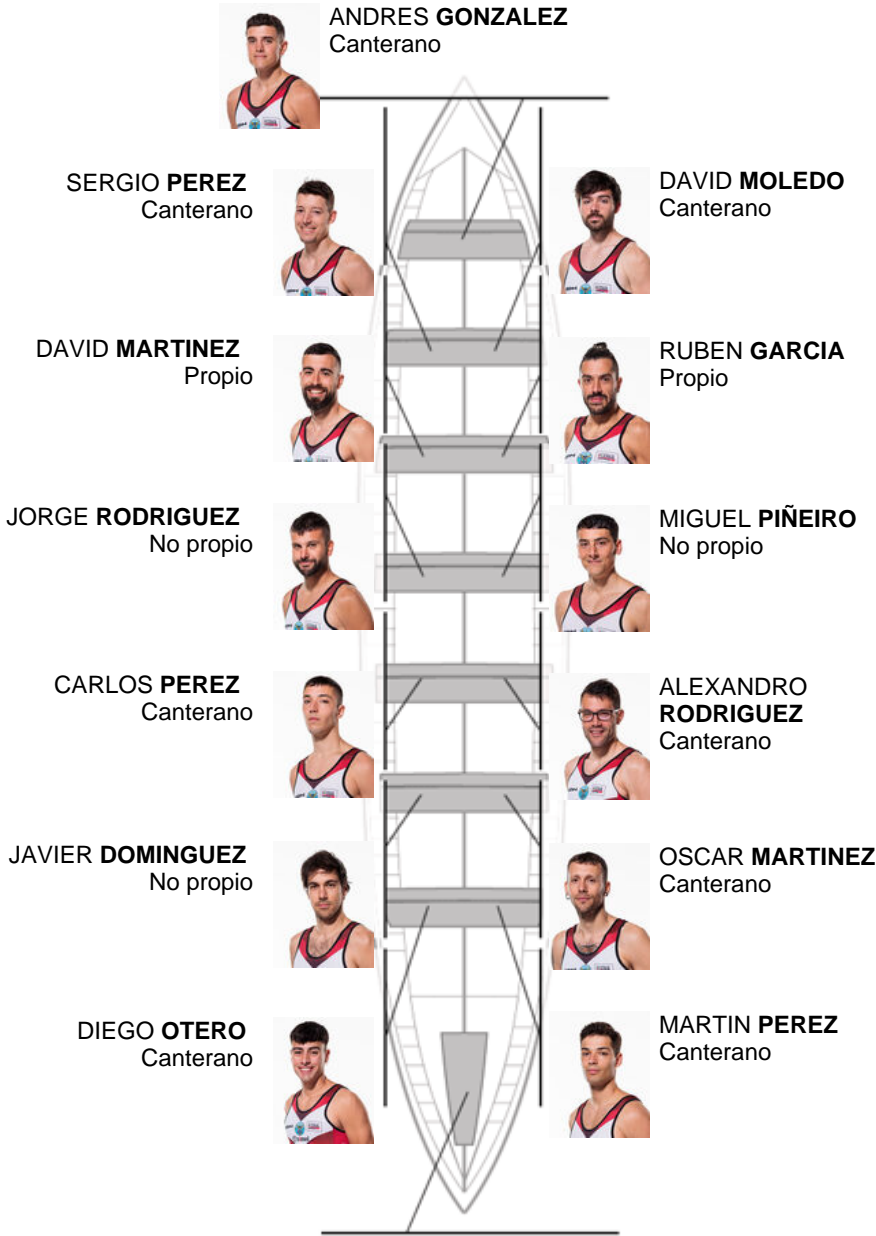 ANDRES GONZALEZ
Canterano
SERGIO PEREZ
Canterano
DAVID MOLEDO
Canterano
DAVID MARTINEZ
Propio
RUBEN GARCIA
Propio
JORGE RODRIGUEZ
No propio
MIGUEL PIÑEIRO
No propio
CARLOS PEREZ
Canterano
ALEXANDRO
RODRIGUEZ
Canterano
JAVIER DOMINGUEZ
No propio
OSCAR MARTINEZ
Canterano
DIEGO OTERO
Canterano
MARTIN PEREZ
Canterano